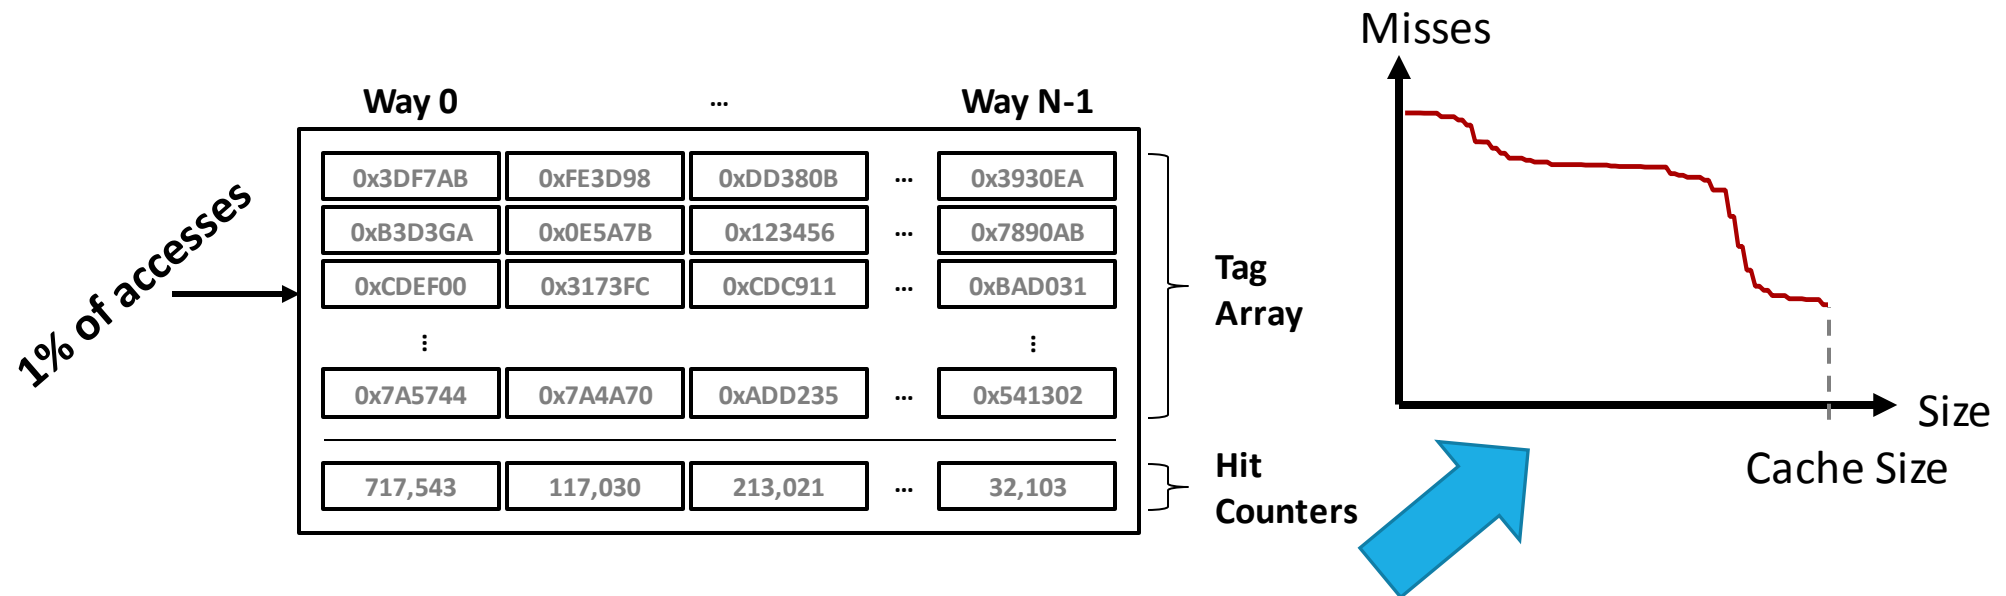 Misses
Way 0 ... Way N-1
1% of accesses
0x3DF7AB 0xFE3D98 0xDD380B ... 0x3930EA
0xB3D3GA 0x0E5A7B 0x123456 ... 0x7890AB
0xCDEF00 0x3173FC 0xCDC911 ... 0xBAD031
... ...
0x7A5744 0x7A4A70 0xADD235 ... 0x541302
Tag
Array
717,543 117,030 213,021 ... 32,103
Hit
Counters
Size
Cache Size